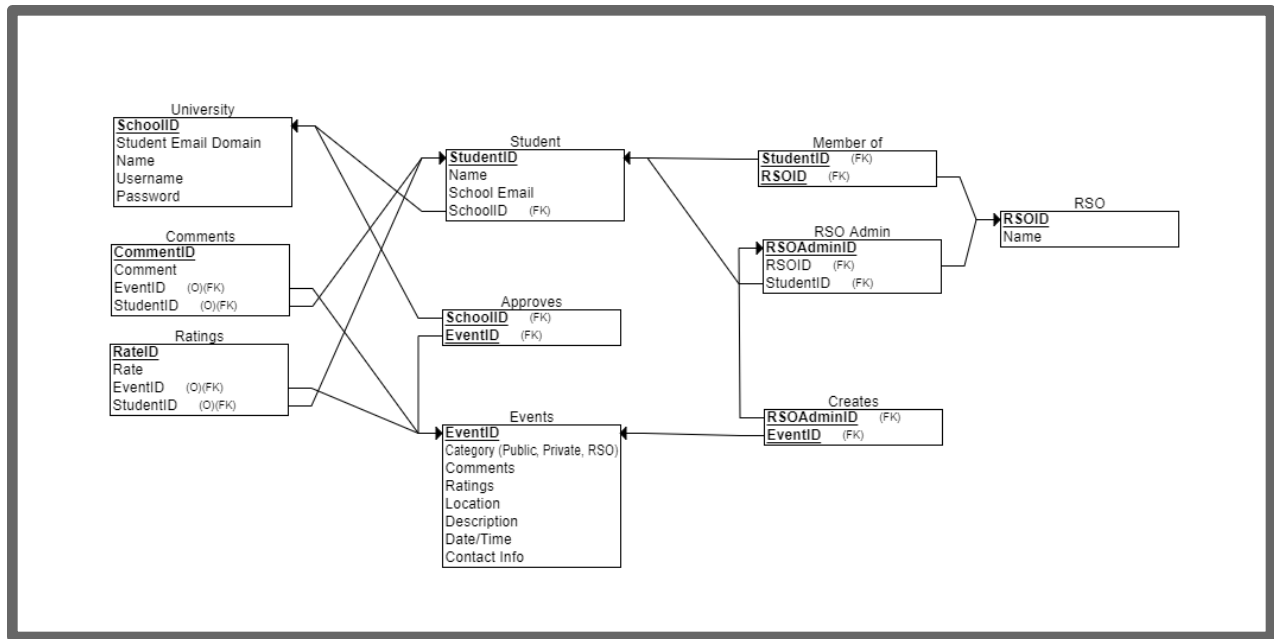 University
SchoolID
Student Email Domain
Name
Username
Password
Comments
CommentID
Comment
EventID (O)(FK)
StudentID (O)(FK)
Ratings
RateID
Rate
EventID (O)(FK)
StudentID (O)(FK)
Student
StudentID
Name
School Email
SchoolID (FK)
Approves
SchoolID (FK)
EventID (FK)
Events
EventID
Category (Public, Private, RSO)
Comments
Ratings
Location
Description
Date/Time
Contact Info
Member of
StudentID (FK)
RSOID (FK)
RSO Admin
RSOAdminID
RSOID (FK)
StudentID (FK)
Creates
RSOAdminID (FK)
EventID (FK)
RSO
RSOID
Name